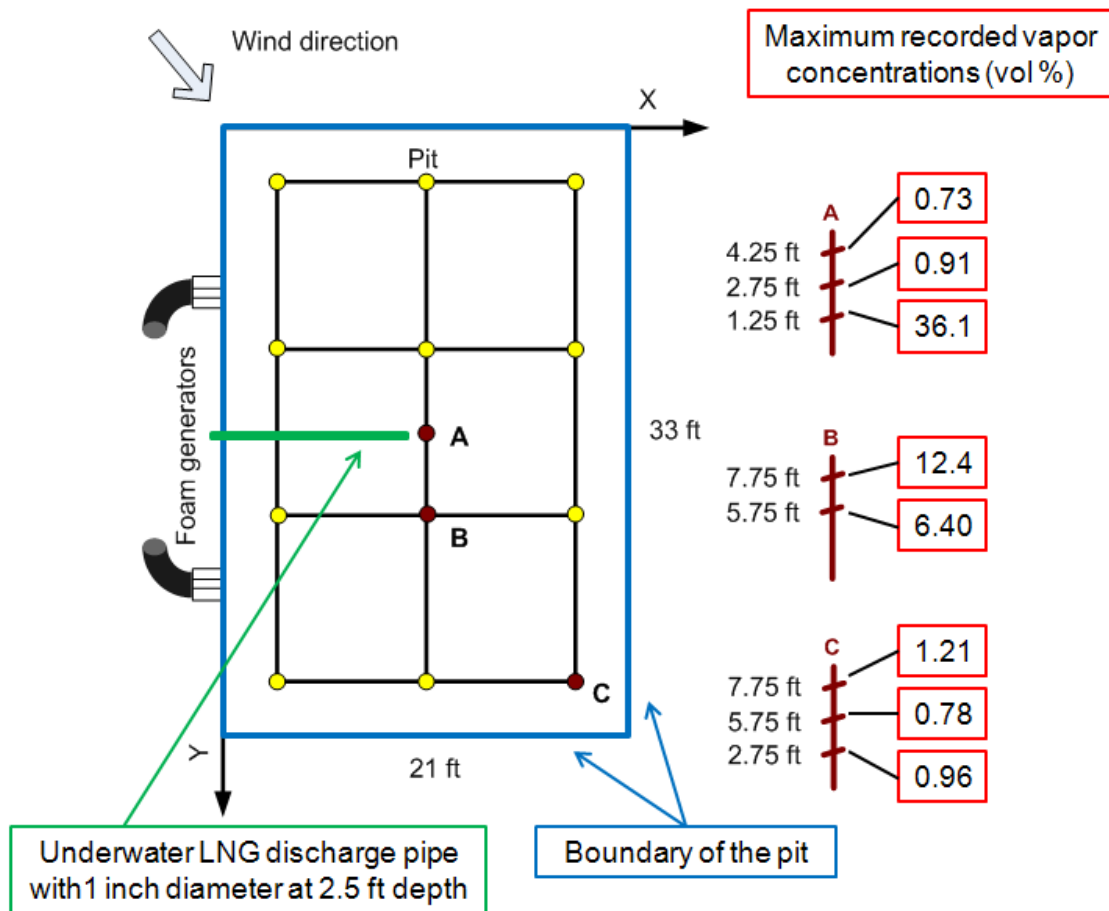 Wind direction
Maximum recorded vapor
concentrations (vol %)
X
Pit
A
4.25 ft
2.75 ft
1.25 ft
0.73
0.91
36.1
Foam generators
A
33 ft
B
7.75 ft
5.75 ft
12.4
6.40
B
C
7.75 ft
5.75 ft
2.75 ft
1.21
0.78
0.96
C
Y
21 ft
Underwater LNG discharge pipe
with1 inch diameter at 2.5 ft depth
Boundary of the pit